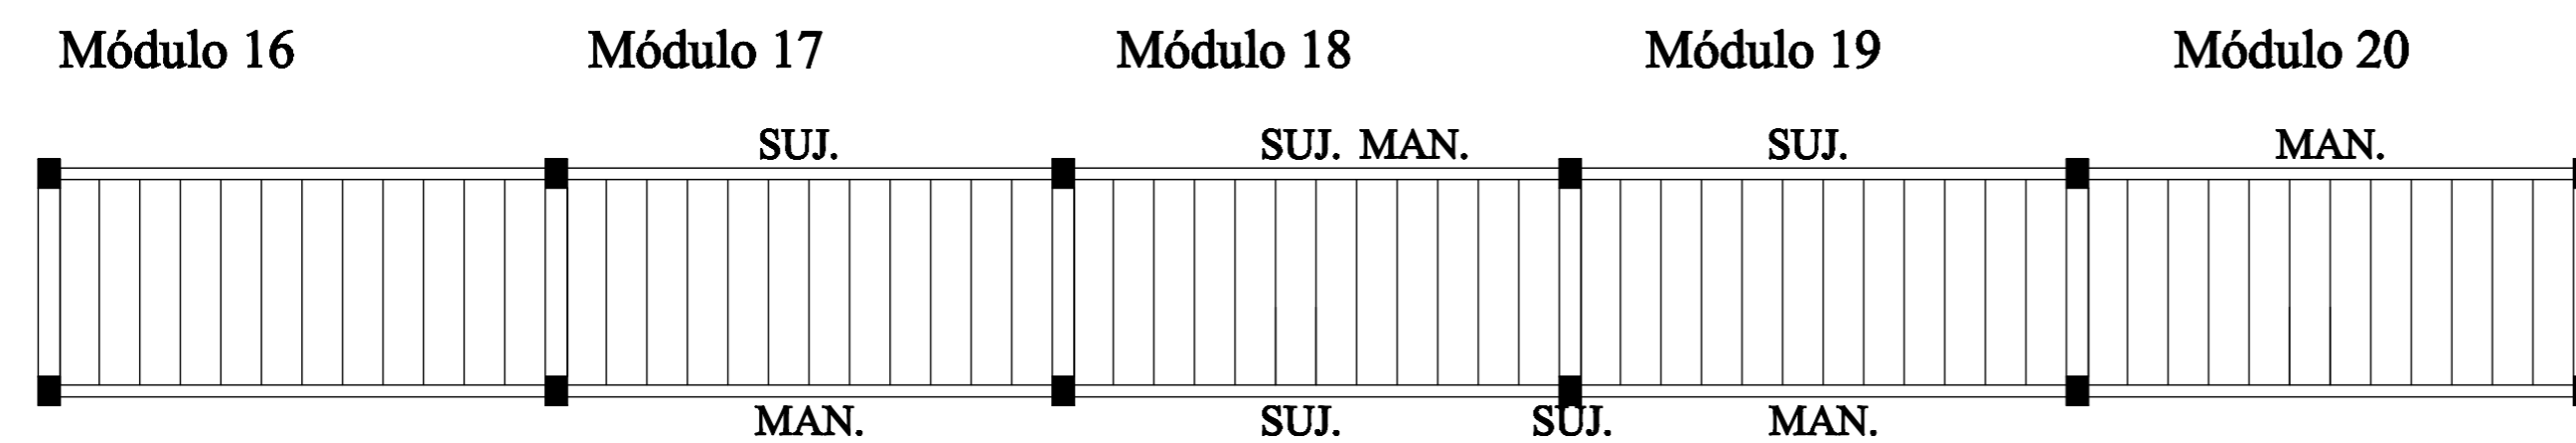 Módulo 16 Módulo 17 Módulo 18 Módulo 19 Módulo 20
SUJ. SUJ. MAN. SUJ. MAN.
MAN. SUJ. SUJ. MAN.